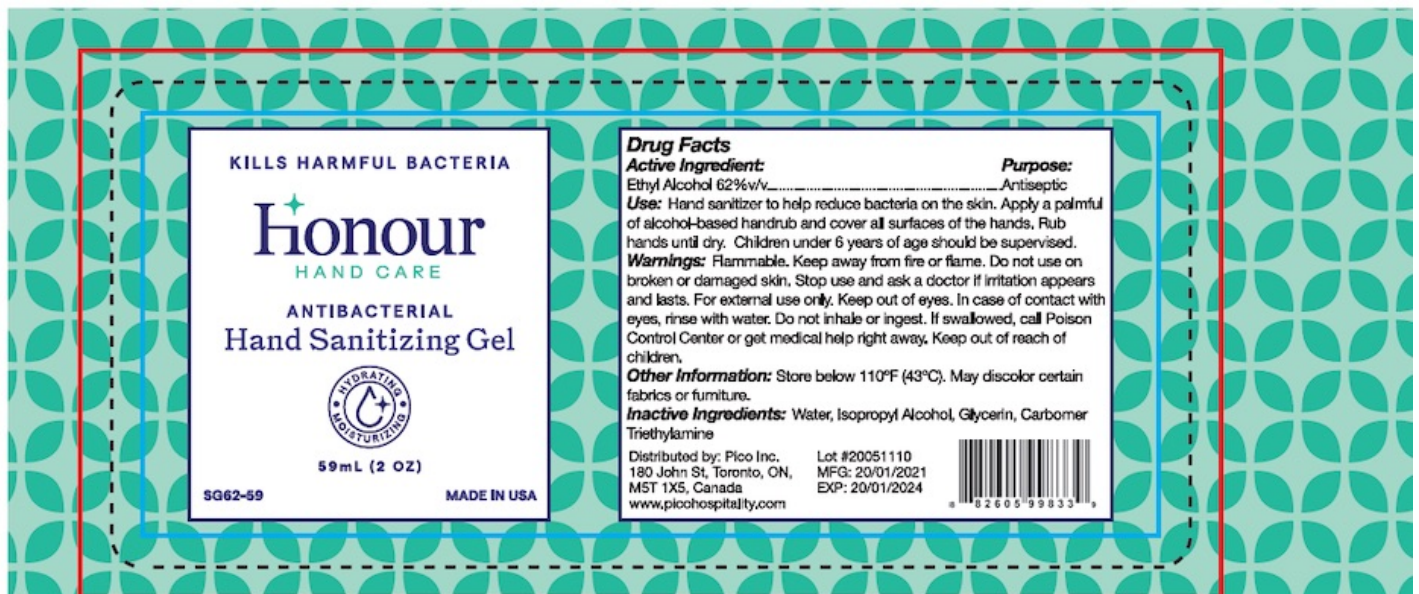 KILLS HARMFUL BACTERIA
Honour
HAND CARE
ANTIBACTERIAL
Hand Sanitizing Gel
HYDRATING
MOISTURIZING
59mL (2 OZ)
SG62-59 MADE IN USA
Drug Facts
Active Ingredient: Purpose:
Ethyl Alcohol 62%v/v........................................................Antiseptic
Use: Hand sanitizer to help reduce bacteria on the skin. Apply a palmful
of alcohol-based handrub and cover all surfaces of the hands. Rub
hands until dry. Children under 6 years of age should be supervised.
Warnings: Flammable. Keep away from fire or flame. Do not use on
broken or damaged skin. Stop use and ask a doctor if irritation appears
and lasts. For external use only. Keep out of eyes. In case of contact with
eyes, rinse with water. Do not inhale or ingest. If swallowed, call Poison
Control Center or get medical help right away. Keep out of reach of
children.
Other Information: Store below 110°F (43°C). May discolor certain
fabrics or furniture.
Inactive Ingredients: Water, Isopropyl Alcohol, Glycerin, Carbomer
Triethylamine
Distributed by: Pico Inc.
180 John St, Toronto, ON,
M5T 1X5, Canada
www.picohospitality.com
Lot #20051110
MFG: 20/01/2021
EXP: 20/01/2024
8 82605 99833 9